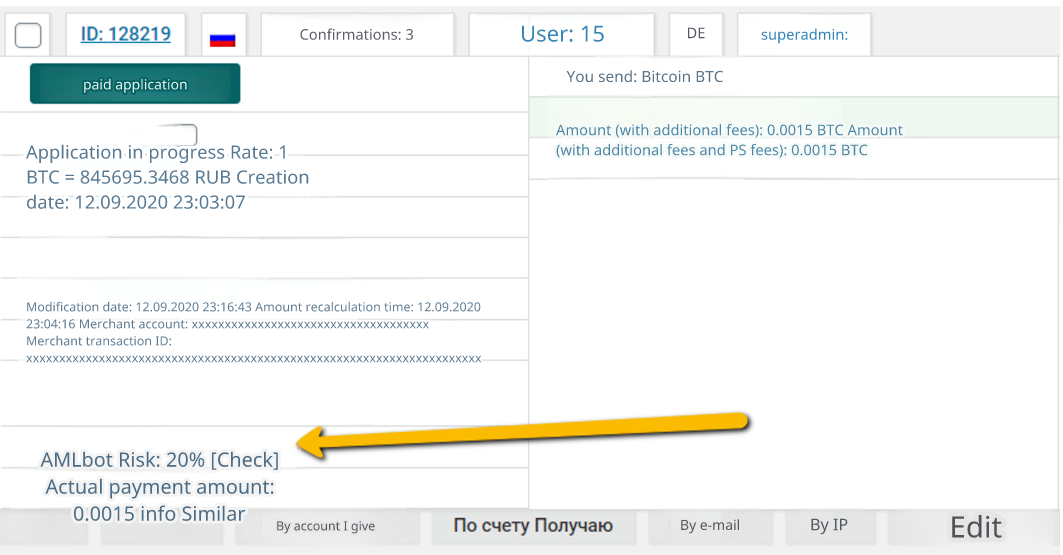 ID: 128219
Confirmations: 3
User: 15
DE
superadmin:
paid application
You send: Bitcoin BTC
Amount (with additional fees): 0.0015 BTC Amount
(with additional fees and PS fees): 0.0015 BTC
Application in progress Rate: 1
BTC = 845695.3468 RUB Creation
date: 12.09.2020 23:03:07
Modification date: 12.09.2020 23:16:43 Amount recalculation time: 12.09.2020
23:04:16 Merchant account: xxxxxxxxxxxxxxxxxxxxxxxxxxxxxxxxxxxx
Merchant transaction ID:
xxxxxxxxxxxxxxxxxxxxxxxxxxxxxxxxxxxxxxxxxxxxxxxxxxxxxxxxxxxxxxxxxxxxx
AMLbot Risk: 20% [Check]
Actual payment amount:
0.0015 info Similar
By account I give
По счету Получаю
By e-mail
By IP
Edit